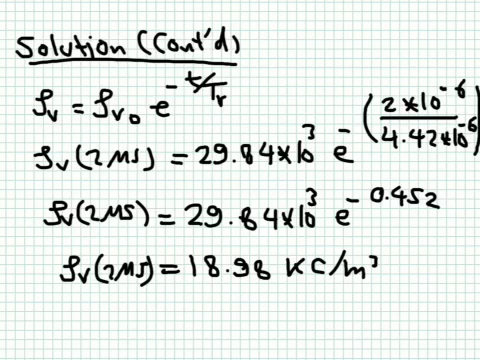 Solution (Cont'd)
ρv = ρv₀ e^-t/Tr
ρv(2μs) = 29.84*10³ e^-(2*10^-6/4.42*10^-6)
ρv(2μs) = 29.84*10³ e^-0.452
ρv(2μs) = 18.98 kC/m³